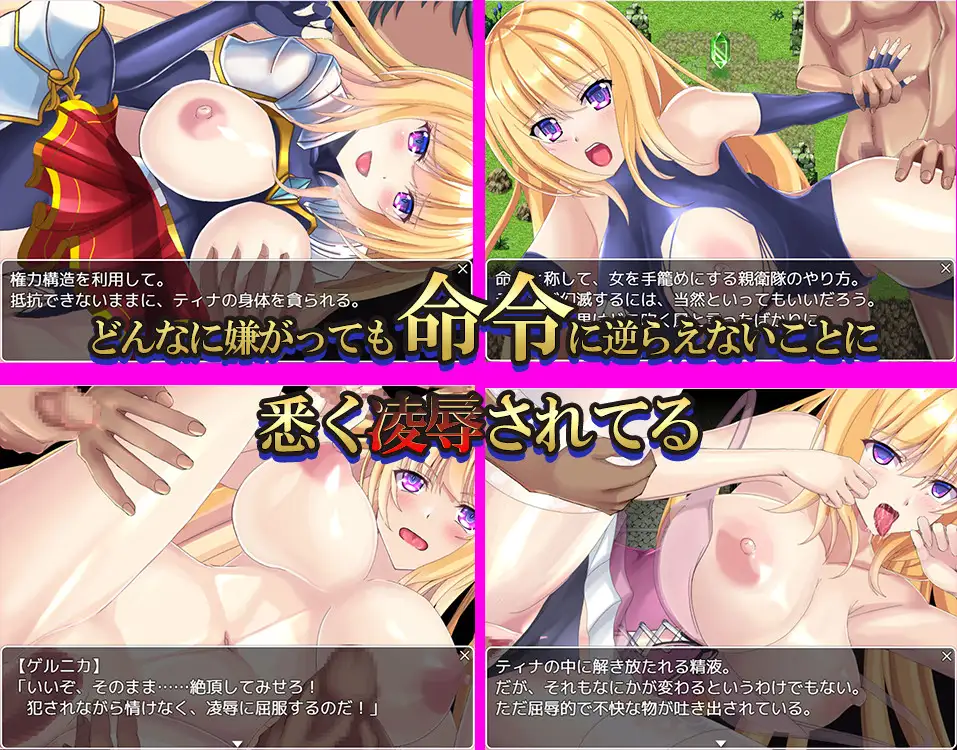 権力構造を利用して。
抵抗できないままに、ティナの身体を貪られる。
称して、女を手籠めにする親衛隊のやり方。
幻滅するには、当然といってもいいだろう。
どんなに嫌がっても命令に逆らえないことに
悉く凌辱されてる
【ゲルニカ】
「いいぞ、そのまま……絶頂してみせろ！
犯されながら情けなく、凌辱に屈服するのだ！」
ティナの中に解き放たれる精液。
だが、それもなにかが変わるというわけでもない。
ただ屈辱的で不快な物が吐き出されている。